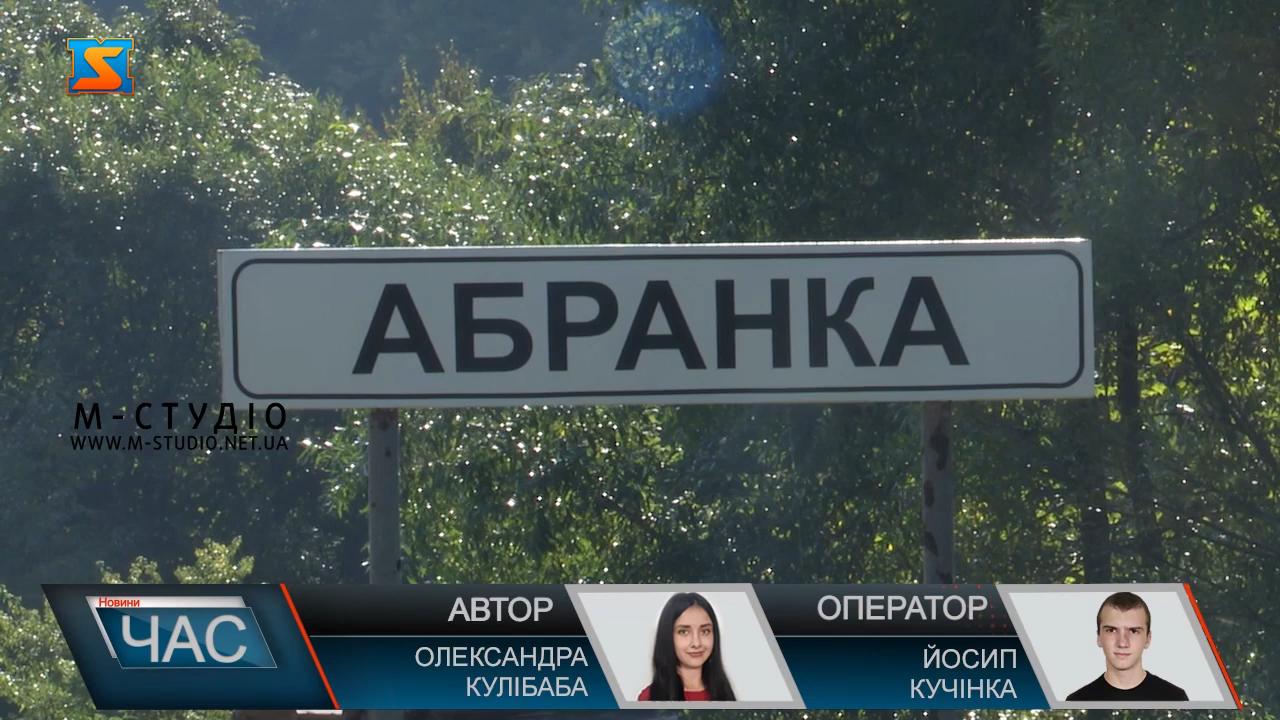 АБРАНКА
М-СТУДІО
WWW.M-STUDIO.NET.UA
Новини
ЧАС
АВТОР
ОЛЕКСАНДРА
КУЛІБАБА
ОПЕРАТОР
ЙОСИП
КУЧІНКА